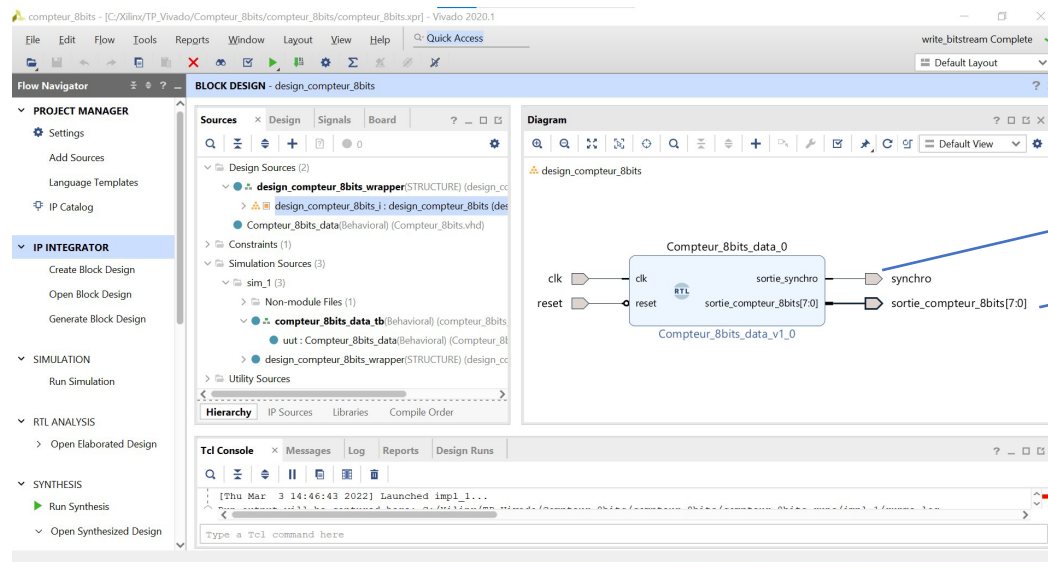 compteur_8bits - [C:/Xilinx/TP_Vivado/Compteur_8bits/compteur_8bits/compteur_8bits.xpr] - Vivado 2020.1
File Edit Flow Tools Reports Window Layout View Help Quick Access
write_bitstream Complete
Default Layout
Flow Navigator
PROJECT MANAGER
Settings
Add Sources
Language Templates
IP Catalog
IP INTEGRATOR
Create Block Design
Open Block Design
Generate Block Design
SIMULATION
Run Simulation
RTL ANALYSIS
Open Elaborated Design
SYNTHESIS
Run Synthesis
Open Synthesized Design
BLOCK DESIGN - design_compteur_8bits
Sources Design Signals Board
0
Design Sources (2)
design_compteur_8bits_wrapper(STRUCTURE) (design_co
design_compteur_8bits_i : design_compteur_8bits (des
Compteur_8bits_data(Behavioral) (Compteur_8bits.vhd)
Constraints (1)
Simulation Sources (3)
sim_1 (3)
Non-module Files (1)
compteur_8bits_data_tb(Behavioral) (compteur_8bits
uut : Compteur_8bits_data(Behavioral) (Compteur_8b
design_compteur_8bits_wrapper(STRUCTURE) (design_co
Utility Sources
Hierarchy IP Sources Libraries Compile Order
Diagram
Default View
design_compteur_8bits
Compteur_8bits_data_0
clk clk sortie_synchro synchro
RTL
reset reset sortie_compteur_8bits[7:0] sortie_compteur_8bits[7:0]
Compteur_8bits_data_v1_0
Tcl Console Messages Log Reports Design Runs
[Thu Mar 3 14:46:43 2022] Launched impl_1...
Type a Tcl command here